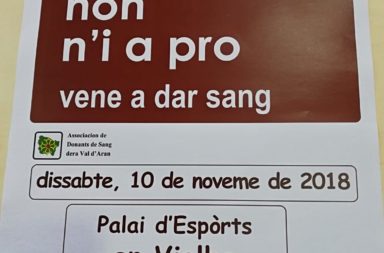 non
n'i a pro
vene a dar sang
Associacion de
Donants de Sang
dera Val d'Aran
dissabte, 10 de noveme de 2018
Palai d'Espòrts